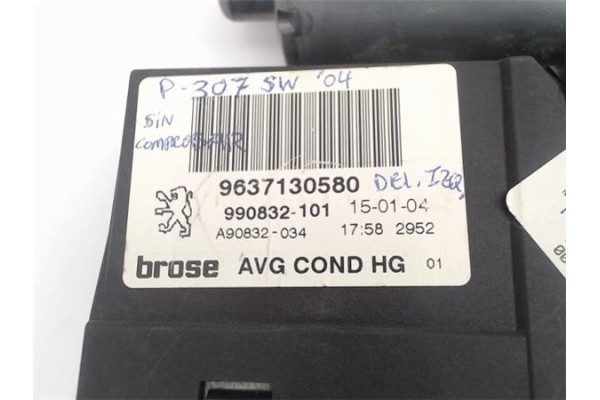 P-307 SW '04
SIN
COMPROBAR
9637130580 DEL. IZQ.
990832-101 15-01-04
A90832-034 17:58 2952
brose AVG COND HG 01